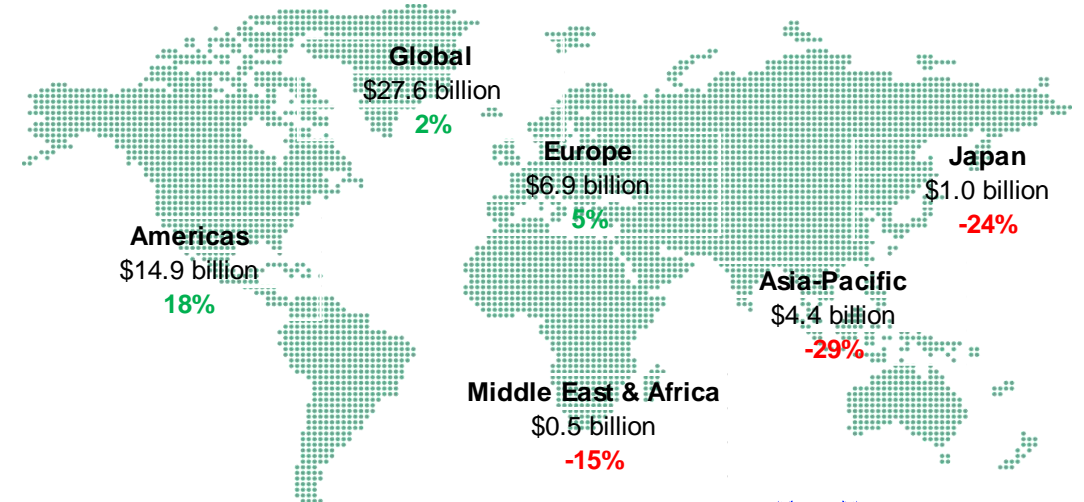 Global
$27.6 billion
2%
Europe
$6.9 billion
5%
Japan
$1.0 billion
-24%
Americas
$14.9 billion
18%
Asia-Pacific
$4.4 billion
-29%
Middle East & Africa
$0.5 billion
-15%